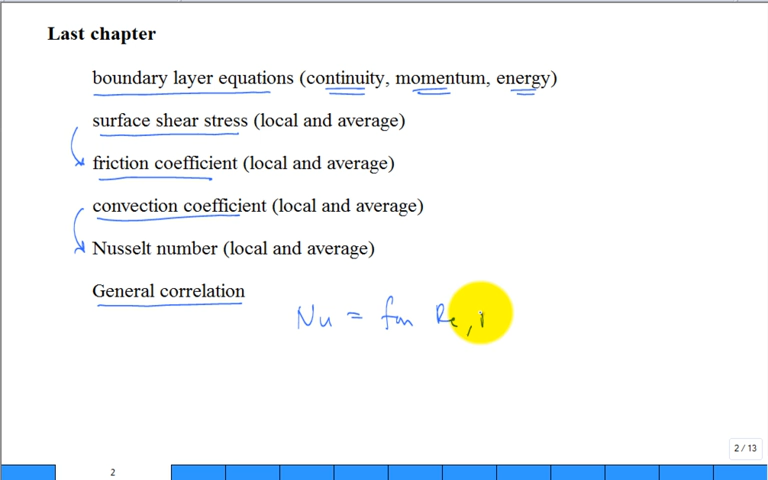 Last chapter
boundary layer equations (continuity, momentum, energy)
surface shear stress (local and average)
friction coefficient (local and average)
convection coefficient (local and average)
Nusselt number (local and average)
General correlation
Nu = fn Re,
2 / 13
2